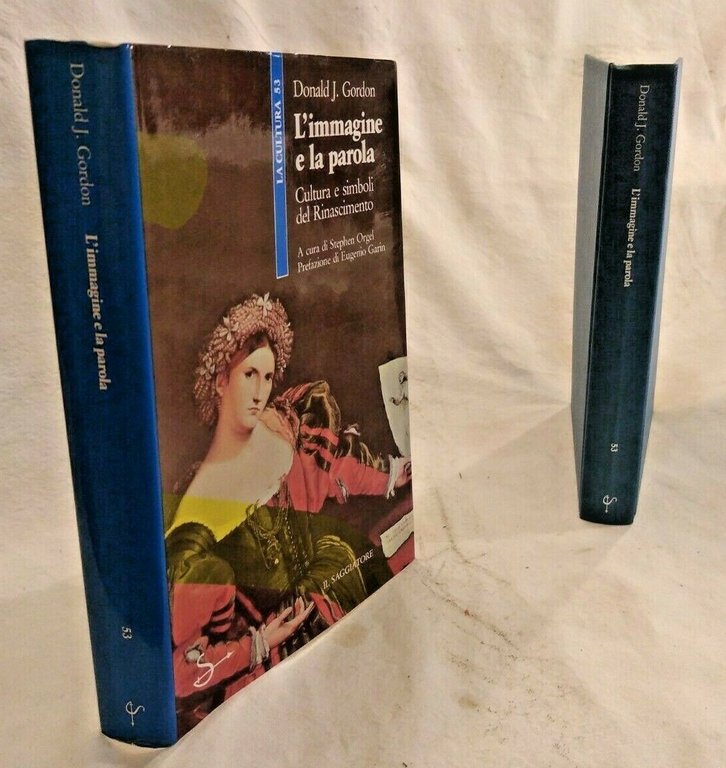 Donald J. Gordon
L'immagine e la parola
53
LA CULTURA 53
Donald J. Gordon
L'immagine
e la parola
Cultura e simboli
del Rinascimento
A cura di Stephen Orgel
Prefazione di Eugenio Garin
IL SAGGIATORE
Donald J. Gordon
L'immagine e la parola
53